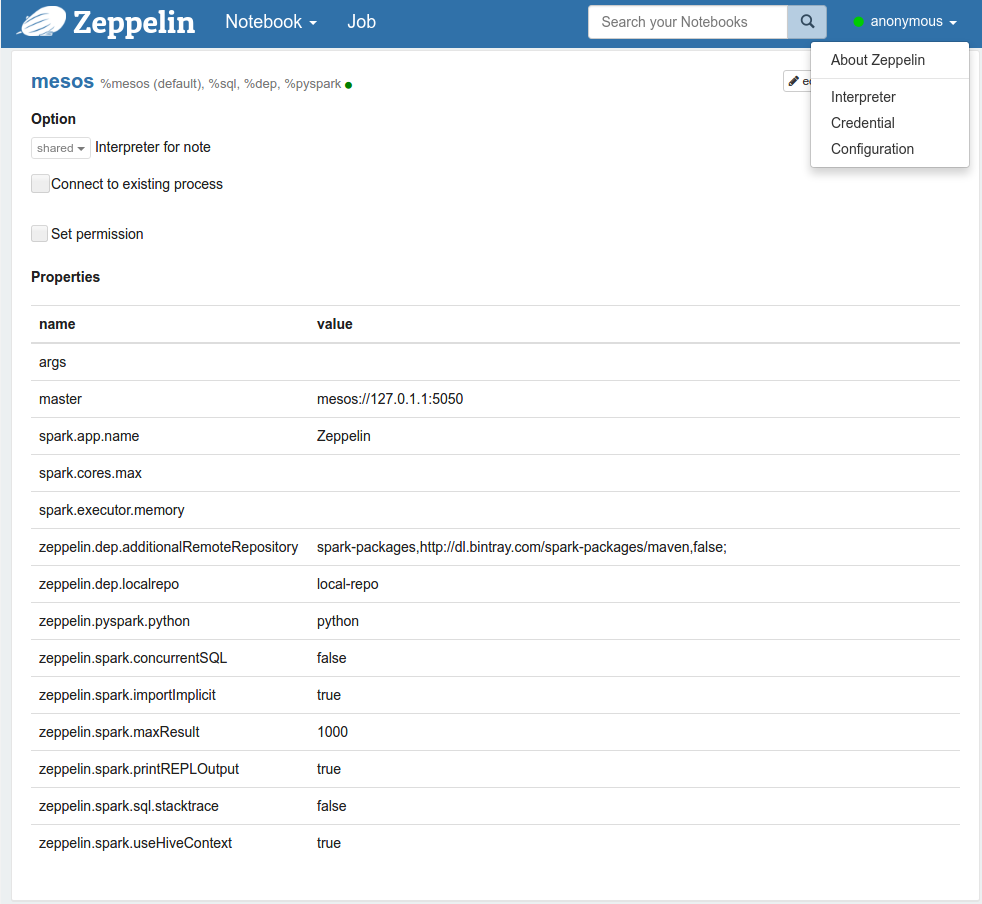 Zeppelin Notebook Job Search your Notebooks anonymous
About Zeppelin
mesos %mesos (default), %sql, %dep, %pyspark
Interpreter
Credential
Configuration
Option
shared Interpreter for note
Connect to existing process
Set permission
Properties
name value
args
master mesos://127.0.1.1:5050
spark.app.name Zeppelin
spark.cores.max
spark.executor.memory
zeppelin.dep.additionalRemoteRepository spark-packages,http://dl.bintray.com/spark-packages/maven,false;
zeppelin.dep.localrepo local-repo
zeppelin.pyspark.python python
zeppelin.spark.concurrentSQL false
zeppelin.spark.importImplicit true
zeppelin.spark.maxResult 1000
zeppelin.spark.printREPLOutput true
zeppelin.spark.sql.stacktrace false
zeppelin.spark.useHiveContext true